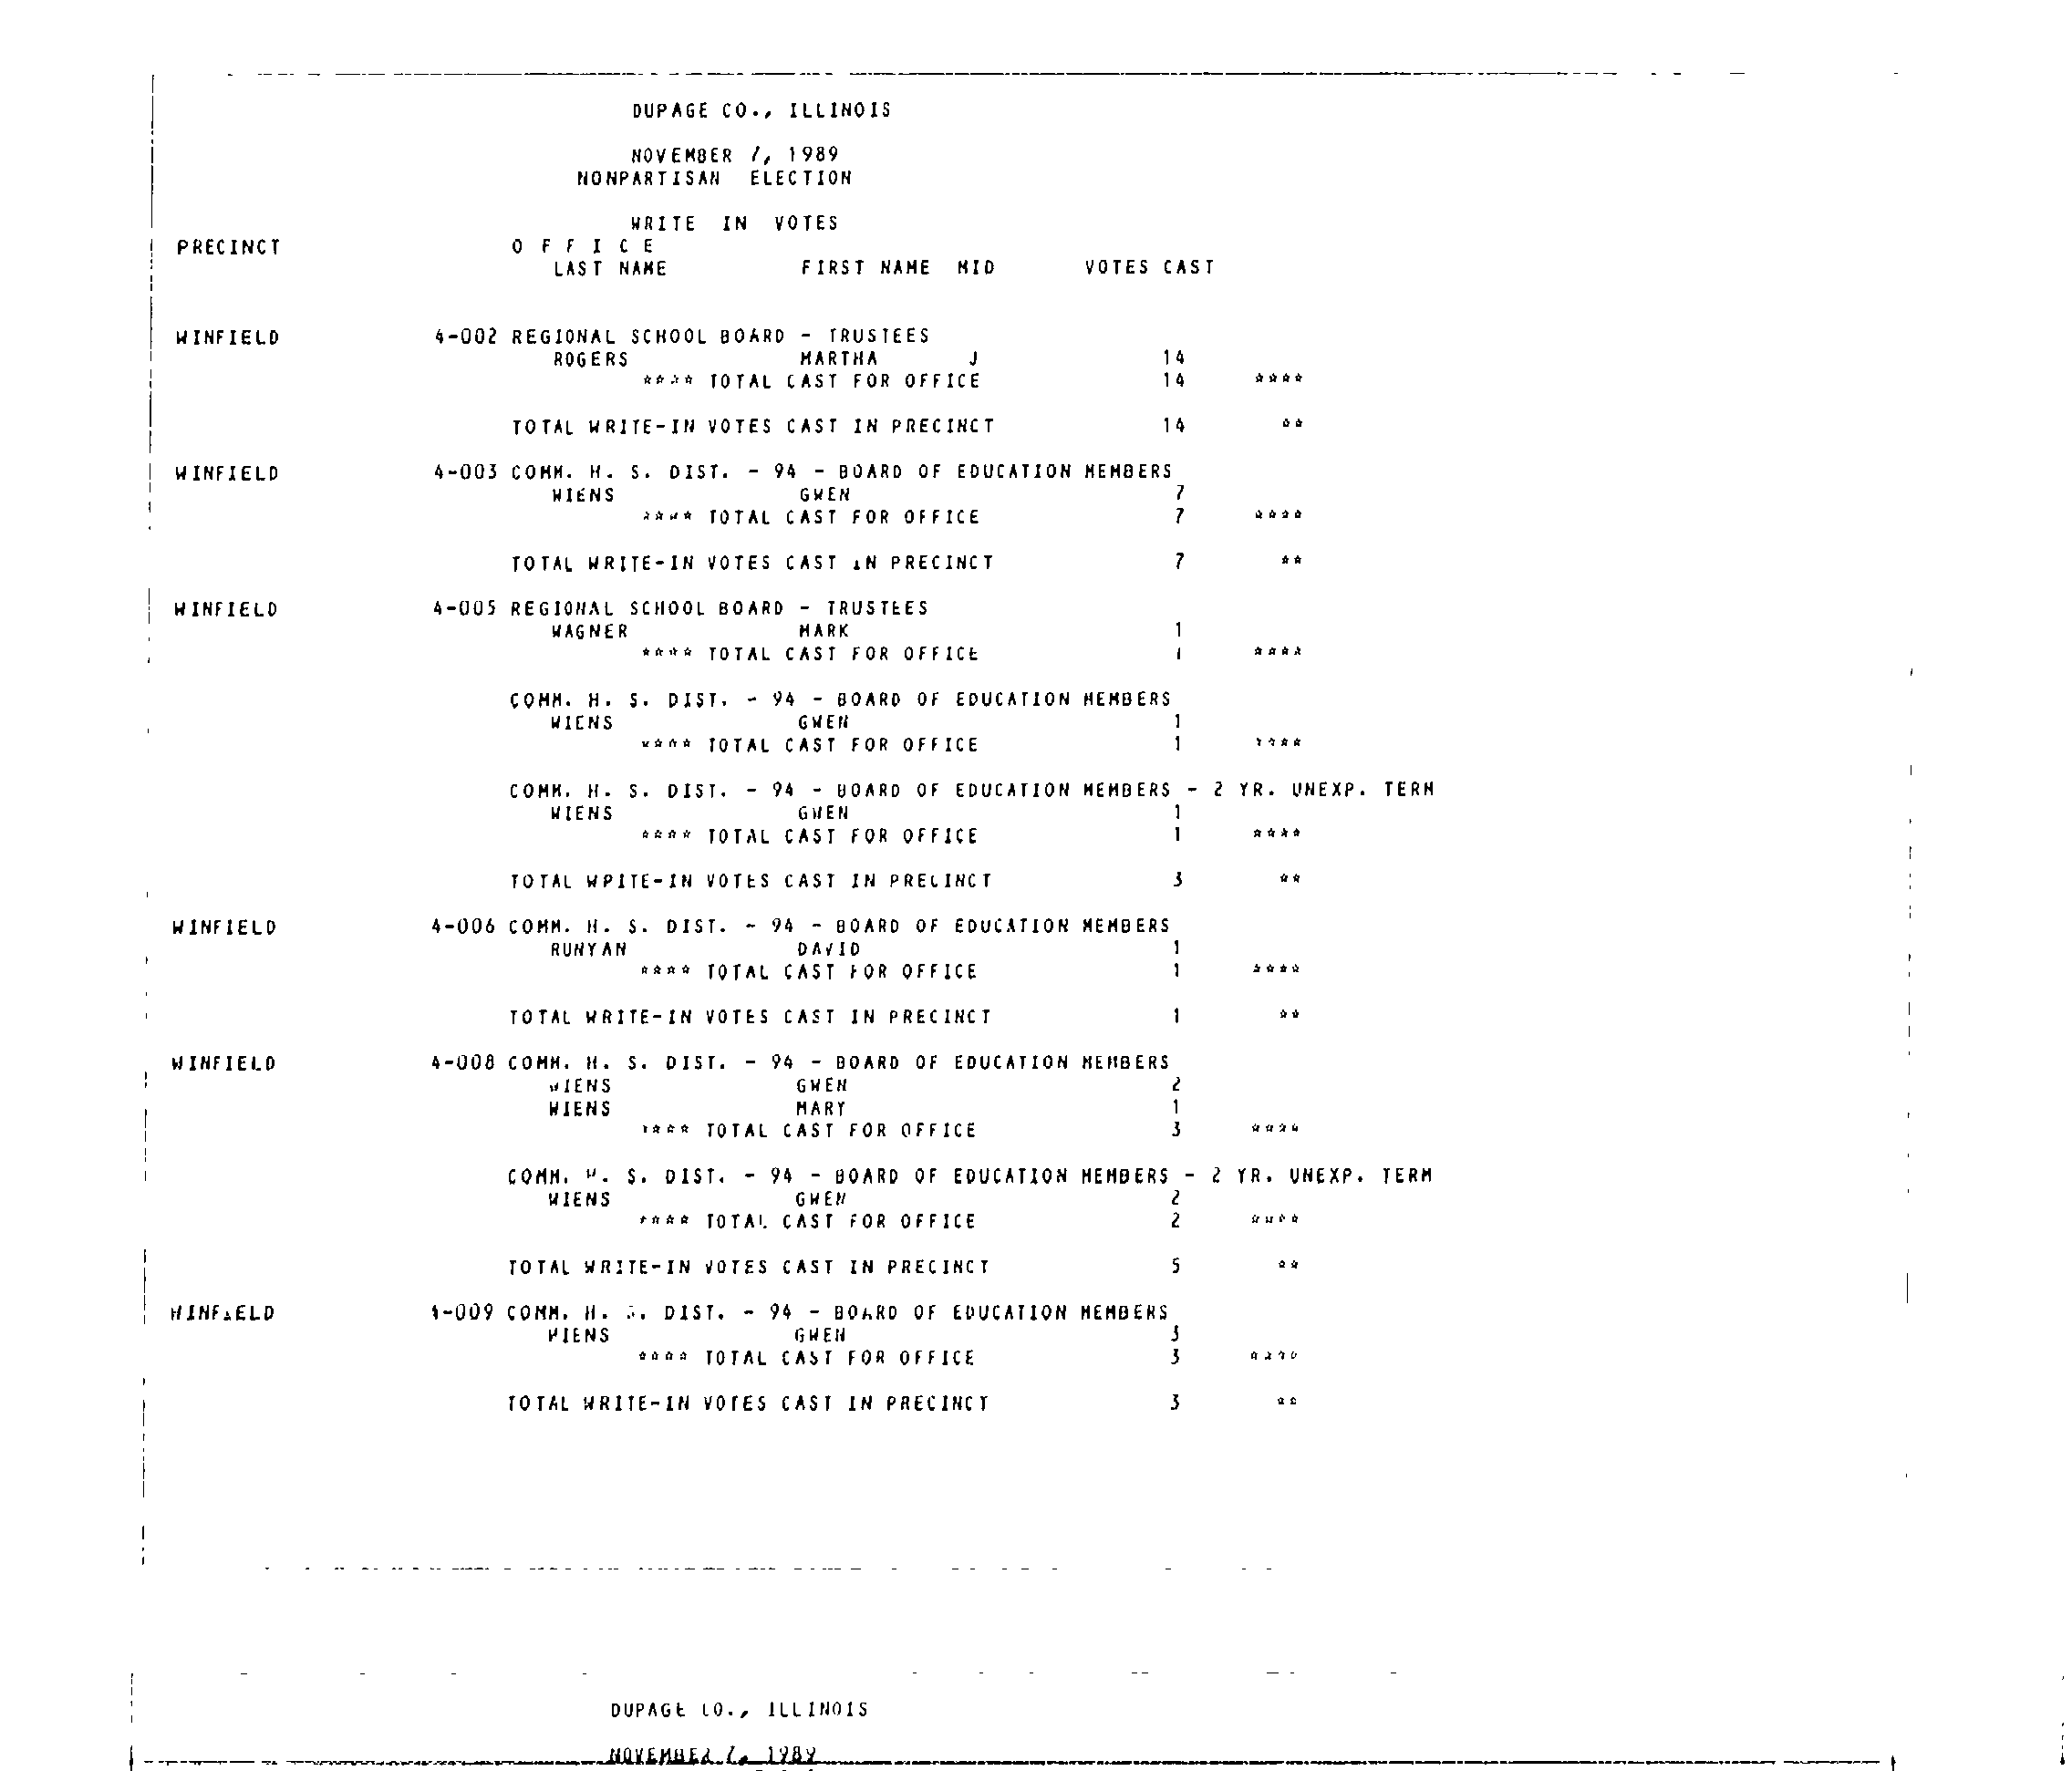 DUPAGE CO., ILLINOIS
NOVEMBER 7, 1989
NONPARTISAN ELECTION
WRITE IN VOTES
PRECINCT O F F I C E
LAST NAME FIRST NAME MID VOTES CAST
WINFIELD 4-002 REGIONAL SCHOOL BOARD - TRUSTEES
ROGERS MARTHA J 14
**** TOTAL CAST FOR OFFICE 14 ****
TOTAL WRITE-IN VOTES CAST IN PRECINCT 14 **
WINFIELD 4-003 COMM. H. S. DIST. - 94 - BOARD OF EDUCATION MEMBERS
WIENS GWEN 7
**** TOTAL CAST FOR OFFICE 7 ****
TOTAL WRITE-IN VOTES CAST IN PRECINCT 7 **
WINFIELD 4-005 REGIONAL SCHOOL BOARD - TRUSTEES
WAGNER MARK 1
**** TOTAL CAST FOR OFFICE 1 ****
COMM. H. S. DIST. - 94 - BOARD OF EDUCATION MEMBERS
WIENS GWEN 1
**** TOTAL CAST FOR OFFICE 1 ****
COMM. H. S. DIST. - 94 - BOARD OF EDUCATION MEMBERS - 2 YR. UNEXP. TERM
WIENS GWEN 1
**** TOTAL CAST FOR OFFICE 1 ****
TOTAL WRITE-IN VOTES CAST IN PRECINCT 3 **
WINFIELD 4-006 COMM. H. S. DIST. - 94 - BOARD OF EDUCATION MEMBERS
RUNYAN DAVID 1
**** TOTAL CAST FOR OFFICE 1 ****
TOTAL WRITE-IN VOTES CAST IN PRECINCT 1 **
WINFIELD 4-008 COMM. H. S. DIST. - 94 - BOARD OF EDUCATION MEMBERS
WIENS GWEN 2
WIENS MARY 1
**** TOTAL CAST FOR OFFICE 3 ****
COMM. H. S. DIST. - 94 - BOARD OF EDUCATION MEMBERS - 2 YR. UNEXP. TERM
WIENS GWEN 2
**** TOTAL CAST FOR OFFICE 2 ****
TOTAL WRITE-IN VOTES CAST IN PRECINCT 5 **
WINFIELD 4-009 COMM. H. S. DIST. - 94 - BOARD OF EDUCATION MEMBERS
WIENS GWEN 3
**** TOTAL CAST FOR OFFICE 3 ****
TOTAL WRITE-IN VOTES CAST IN PRECINCT 3 **
DUPAGE CO., ILLINOIS
NOVEMBER 7, 1989